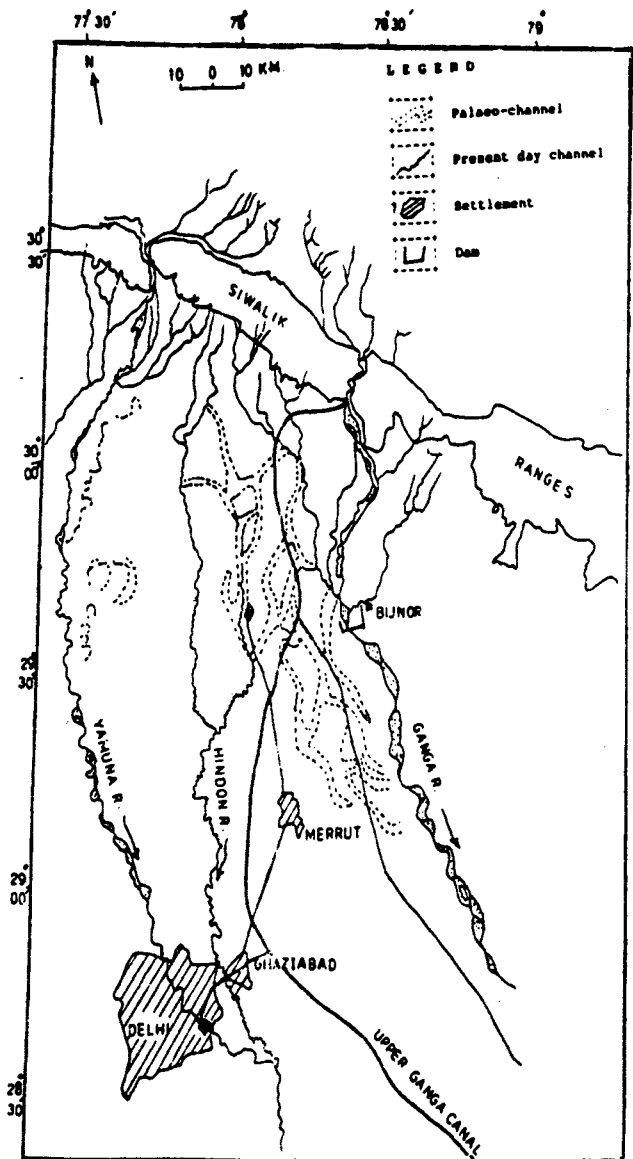 77° 30' 78° 78° 30' 79°
N
10 0 10 KM.
LEGEND
Palaeo-channel
Present day channel
Settlement
Dam
30° 30'
SIWALIK
RANGES
30° 00'
BIJNOR
29° 30'
YAMUNA R.
HINDON R.
GANGA R.
MERRUT
29° 00'
GHAZIABAD
DELHI
UPPER GANGA CANAL
28° 30'